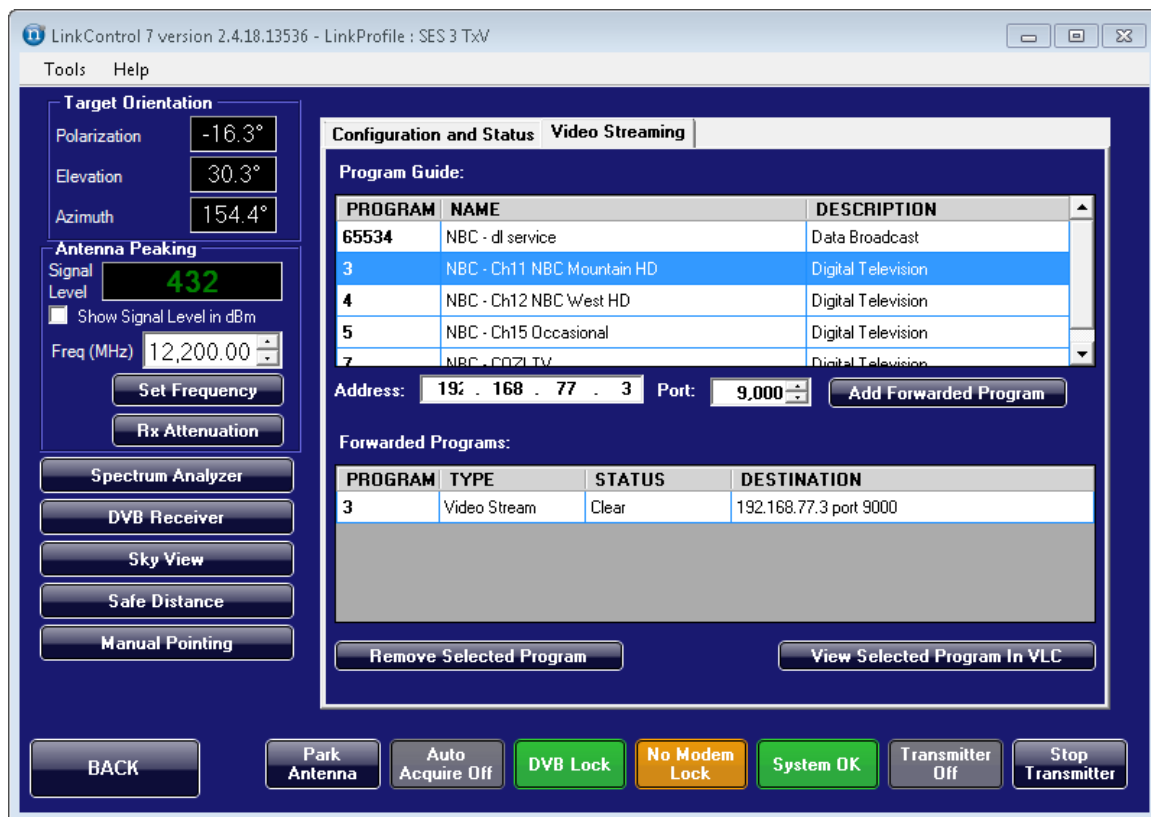 LinkControl 7 version 2.4.18.13536 - LinkProfile : SES 3 TxV
Tools Help
Target Orientation
Polarization -16.3°
Elevation 30.3°
Azimuth 154.4°
Antenna Peaking
Signal Level 432
Show Signal Level in dBm
Freq (MHz) 12,200.00
Set Frequency
Rx Attenuation
Spectrum Analyzer
DVB Receiver
Sky View
Safe Distance
Manual Pointing
Configuration and Status Video Streaming
Program Guide:
PROGRAM NAME DESCRIPTION
65534 NBC - dl service Data Broadcast
3 NBC - Ch11 NBC Mountain HD Digital Television
4 NBC - Ch12 NBC West HD Digital Television
5 NBC - Ch15 Occasional Digital Television
7 NBC - COZI TV Digital Television
Address: 192 . 168 . 77 . 3 Port: 9,000 Add Forwarded Program
Forwarded Programs:
PROGRAM TYPE STATUS DESTINATION
3 Video Stream Clear 192.168.77.3 port 9000
Remove Selected Program View Selected Program In VLC
BACK
Park Antenna
Auto Acquire Off
DVB Lock
No Modem Lock
System OK
Transmitter Off
Stop Transmitter